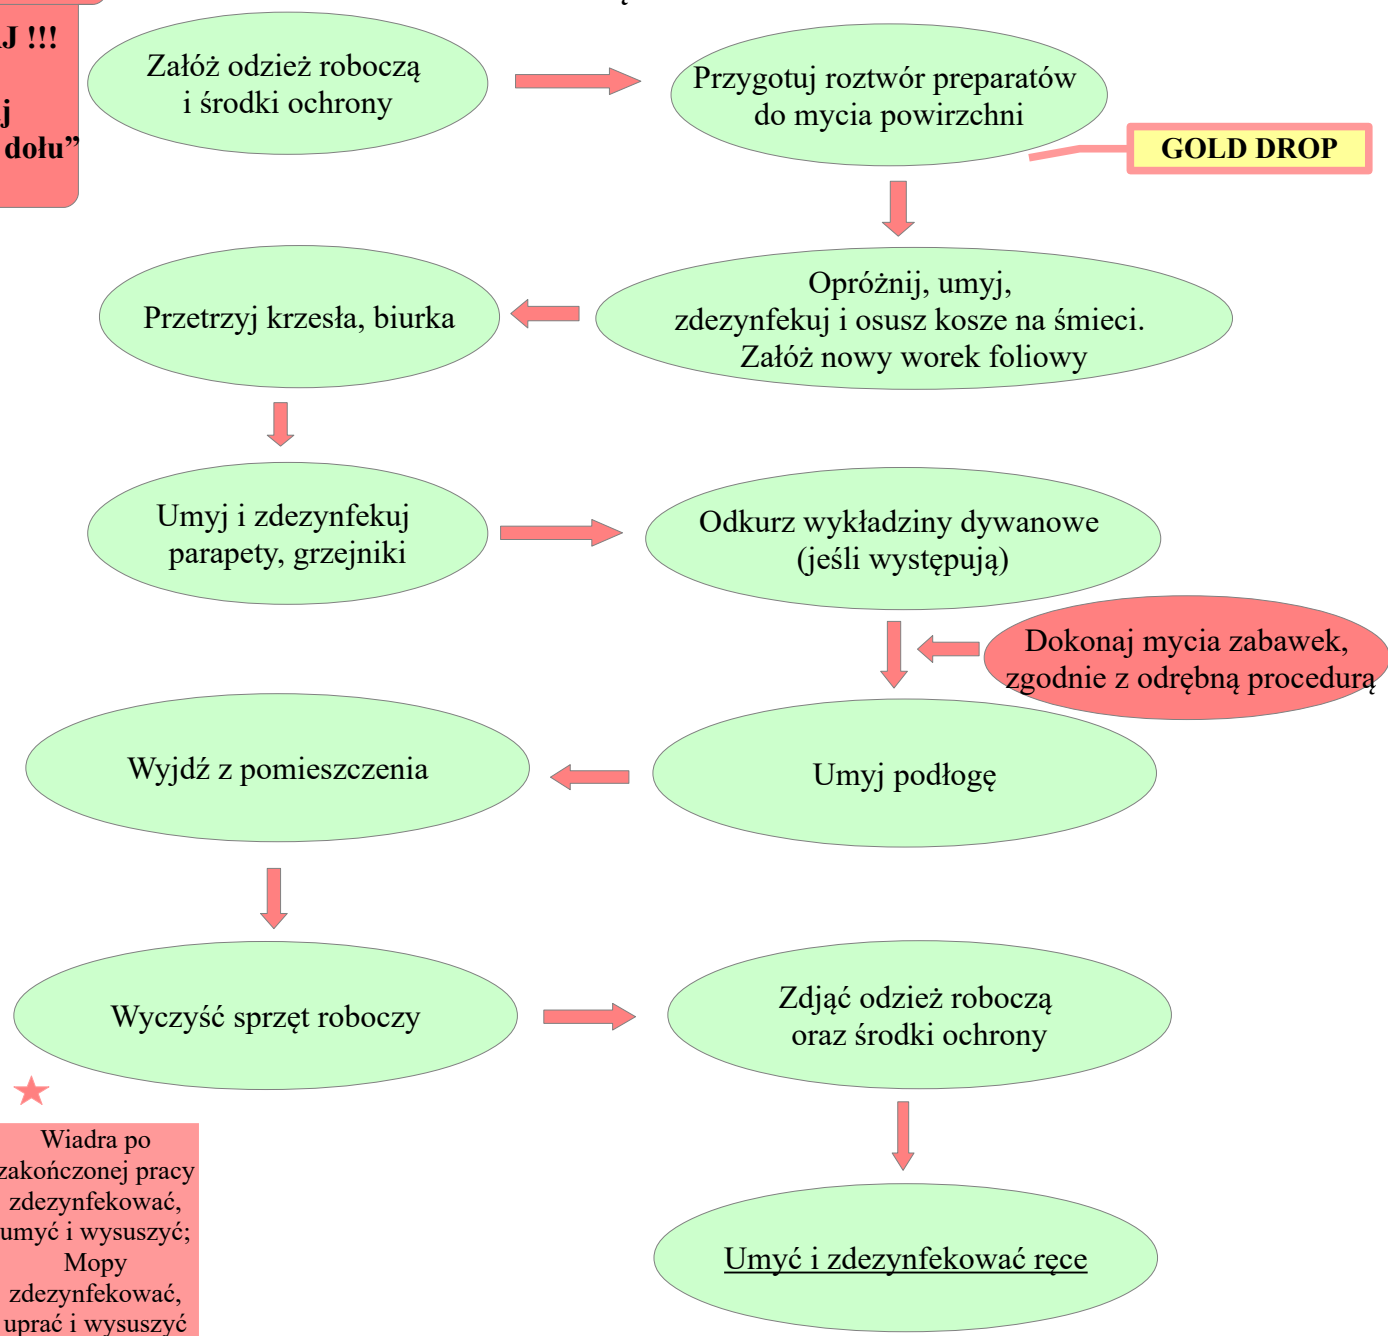 J !!!
j
dołu”
Załóż odzież roboczą
i środki ochrony
Przygotuj roztwór preparatów
do mycia powirzchni
GOLD DROP
Opróżnij, umyj,
zdezynfekuj i osusz kosze na śmieci.
Załóż nowy worek foliowy
Przetrzyj krzesła, biurka
Umyj i zdezynfekuj
parapety, grzejniki
Odkurz wykładziny dywanowe
(jeśli występują)
Dokonaj mycia zabawek,
zgodnie z odrębną procedurą
Umyj podłogę
Wyjdź z pomieszczenia
Wyczyść sprzęt roboczy
Zdjąć odzież roboczą
oraz środki ochrony
Umyć i zdezynfekować ręce
Wiadra po
zakończonej pracy
zdezynfekować,
umyć i wysuszyć;
Mopy
zdezynfekować,
uprać i wysuszyć